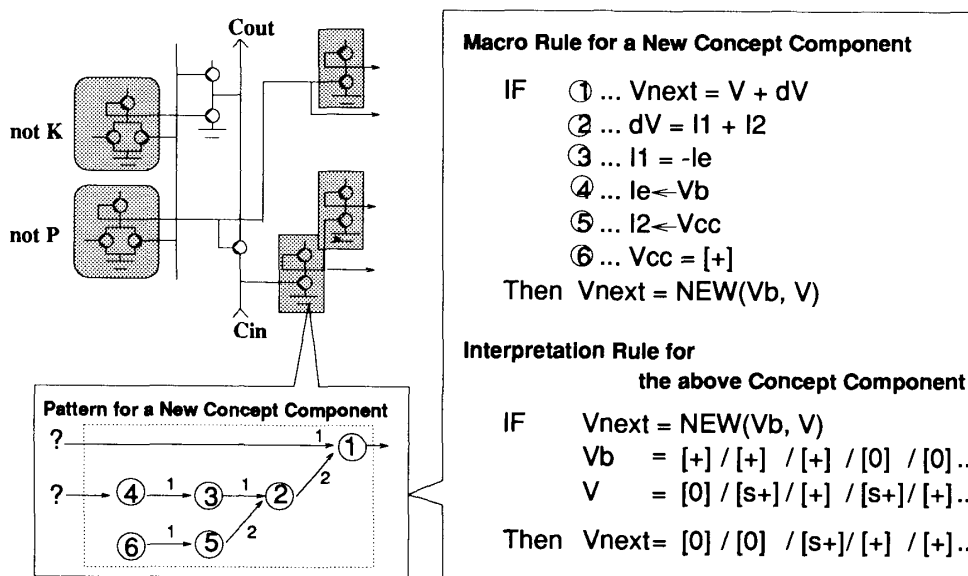 Cout
not K
not P
Cin
Pattern for a New Concept Component
? 1 1
? 4 1 3 1 2 2
6 1 5 2
Macro Rule for a New Concept Component
IF 1 ... Vnext = V + dV
2 ... dV = I1 + I2
3 ... I1 = -Ie
4 ... Ie←Vb
5 ... I2←Vcc
6 ... Vcc = [+]
Then Vnext = NEW(Vb, V)
Interpretation Rule for
the above Concept Component
IF Vnext = NEW(Vb, V)
Vb = [+] / [+] / [+] / [0] / [0]..
V = [0] / [s+] / [+] / [s+] / [+]..
Then Vnext= [0] / [0] / [s+] / [+] / [+]..